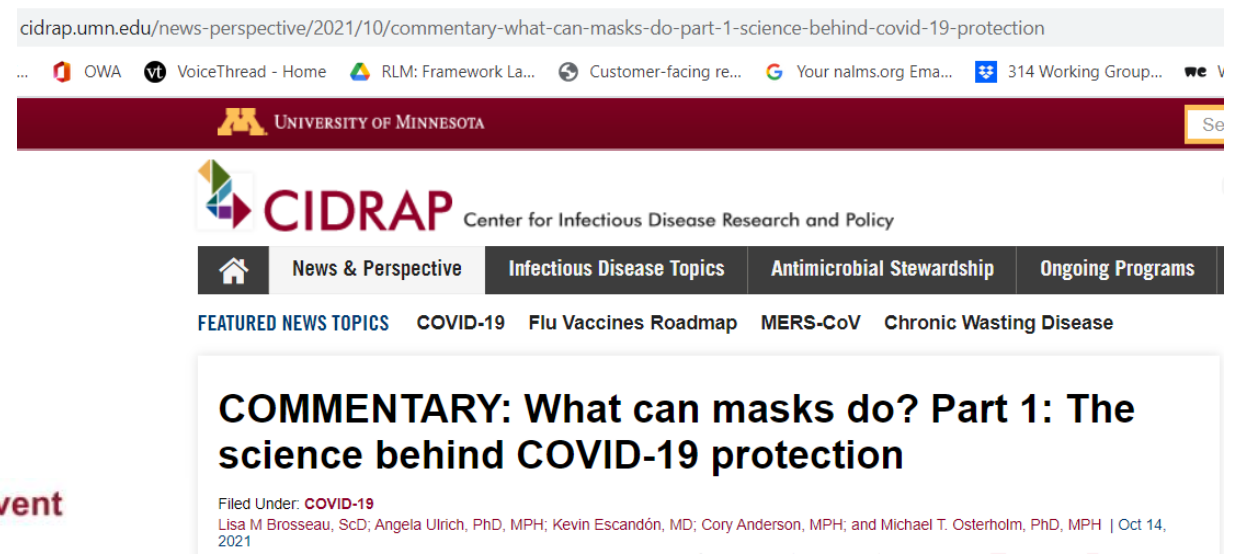 cidrap.umn.edu/news-perspective/2021/10/commentary-what-can-masks-do-part-1-science-behind-covid-19-protection
... OWA VoiceThread - Home RLM: Framework La... Customer-facing re... Your nalms.org Ema... 314 Working Group...
UNIVERSITY OF MINNESOTA
Se
CIDRAP Center for Infectious Disease Research and Policy
News & Perspective Infectious Disease Topics Antimicrobial Stewardship Ongoing Programs
FEATURED NEWS TOPICS COVID-19 Flu Vaccines Roadmap MERS-CoV Chronic Wasting Disease
COMMENTARY: What can masks do? Part 1: The
science behind COVID-19 protection
vent
Filed Under: COVID-19
Lisa M Brosseau, ScD; Angela Ulrich, PhD, MPH; Kevin Escandón, MD; Cory Anderson, MPH; and Michael T. Osterholm, PhD, MPH | Oct 14,
2021